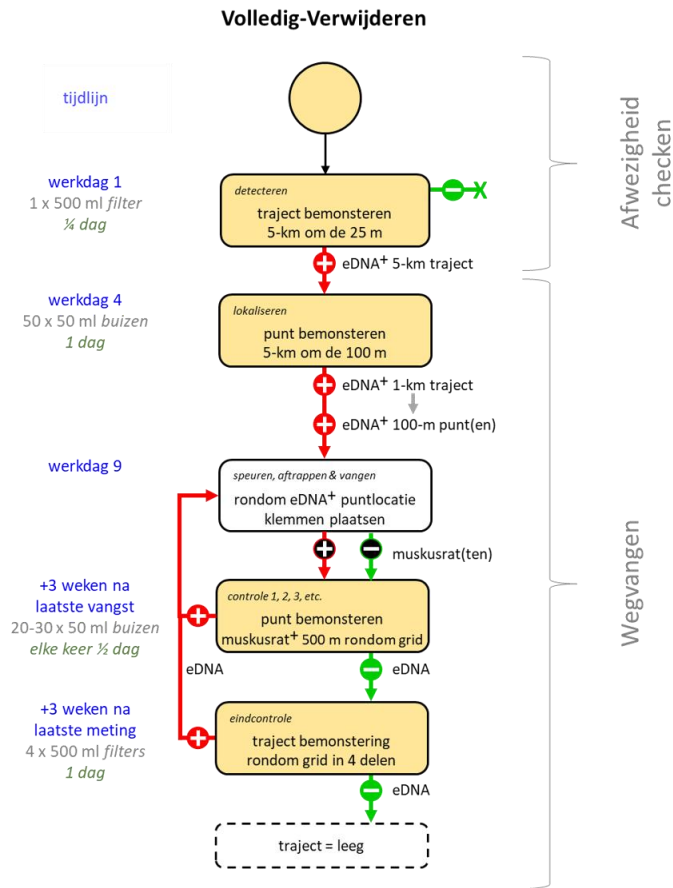 Volledig-Verwijderen
tijdlijn
Afwezigheid
checken
werkdag 1
1 x 500 ml filter
¼ dag
detecteren
traject bemonsteren
5-km om de 25 m
X
eDNA+ 5-km traject
werkdag 4
50 x 50 ml buizen
1 dag
lokaliseren
punt bemonsteren
5-km om de 100 m
eDNA+ 1-km traject
eDNA+ 100-m punt(en)
werkdag 9
speuren, aftrappen & vangen
rondom eDNA+ puntlocatie
klemmen plaatsen
muskusrat(ten)
Wegvangen
+3 weken na
laatste vangst
20-30 x 50 ml buizen
elke keer ½ dag
controle 1, 2, 3, etc.
punt bemonsteren
muskusrat+ 500 m rondom grid
eDNA
eDNA
+3 weken na
laatste meting
4 x 500 ml filters
1 dag
eindcontrole
traject bemonstering
rondom grid in 4 delen
eDNA
traject = leeg